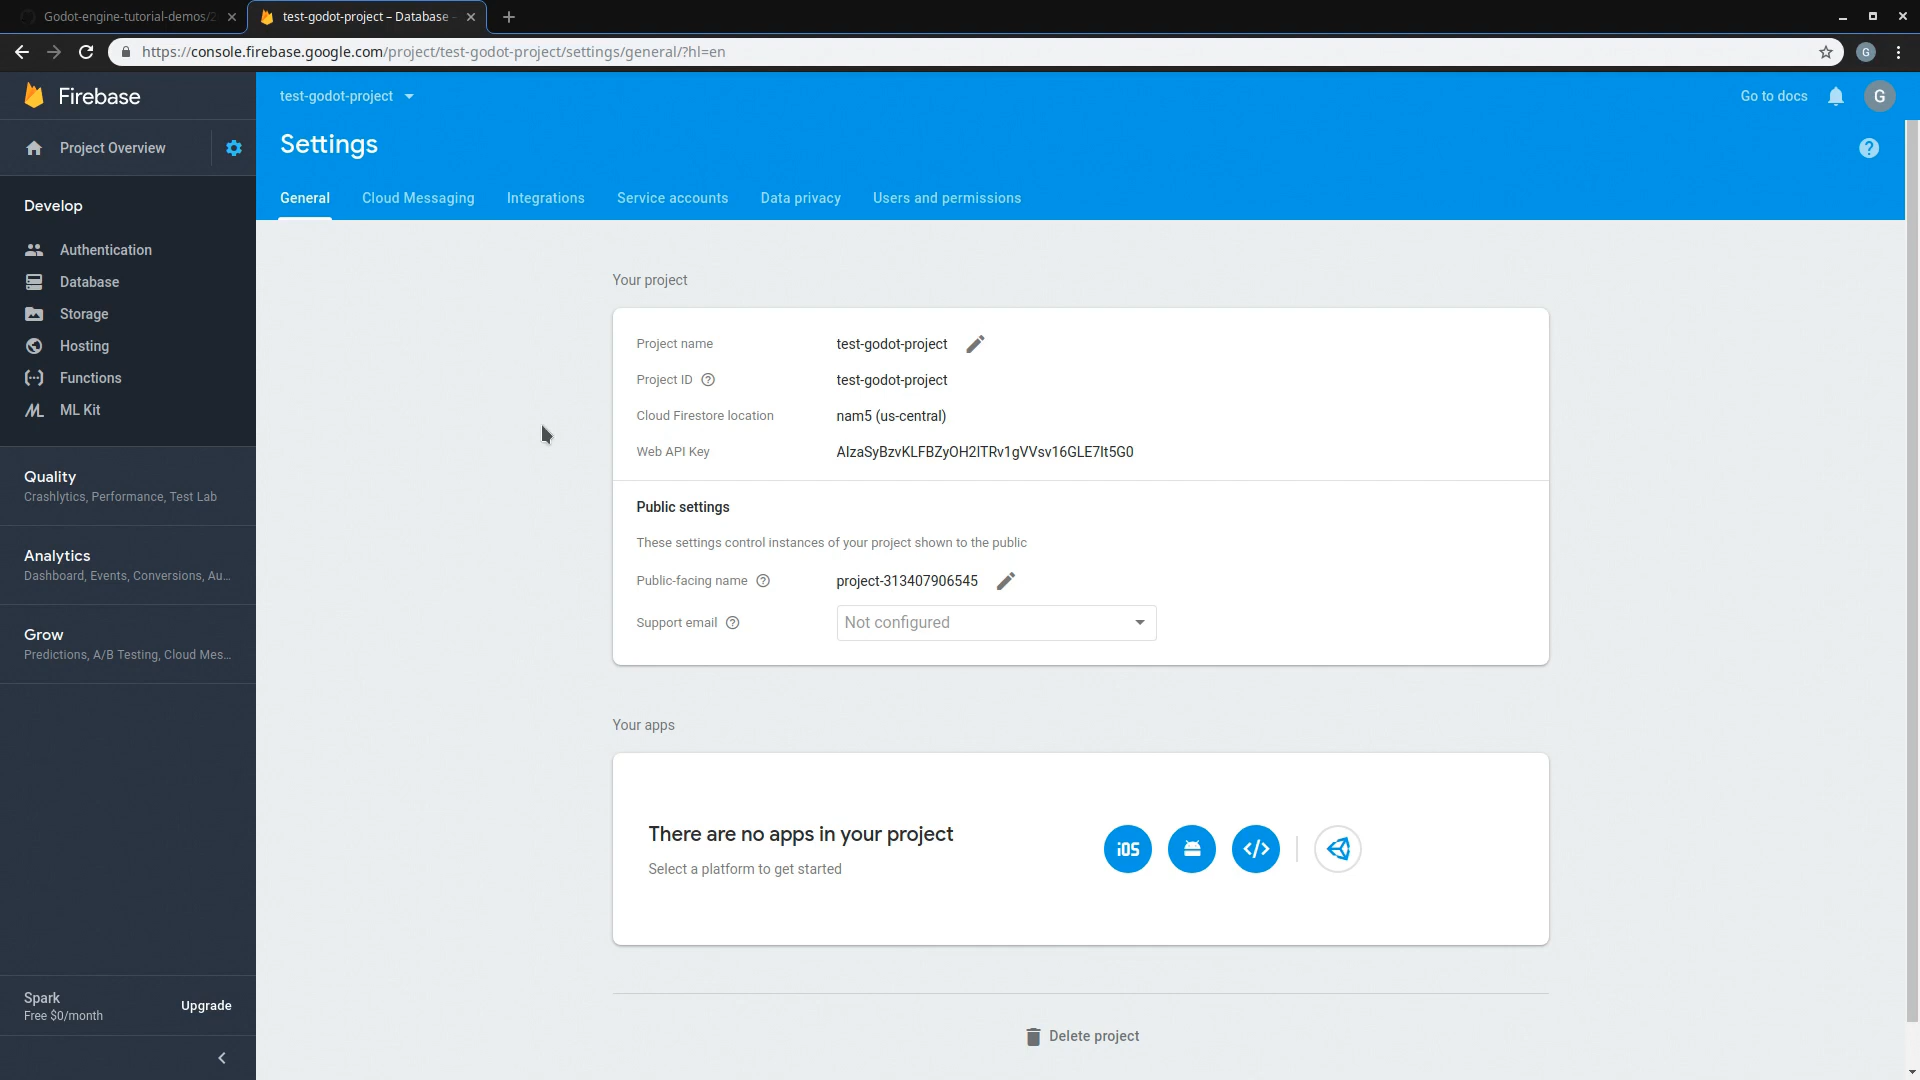 Godot-engine-tutorial-demos/2
test-godot-project – Database -
https://console.firebase.google.com/project/test-godot-project/settings/general/?hl=en
G
Firebase
test-godot-project
Go to docs
G
Project Overview
Settings
General
Cloud Messaging
Integrations
Service accounts
Data privacy
Users and permissions
Develop
Authentication
Database
Storage
Hosting
Functions
ML Kit
Quality
Crashlytics, Performance, Test Lab
Analytics
Dashboard, Events, Conversions, Au...
Grow
Predictions, A/B Testing, Cloud Mes...
Spark
Free $0/month
Upgrade
Your project
Project name
test-godot-project
Project ID
test-godot-project
Cloud Firestore location
nam5 (us-central)
Web API Key
AIzaSyBzvKLFBZyOH2ITRv1gVVsv16GLE7It5G0
Public settings
These settings control instances of your project shown to the public
Public-facing name
project-313407906545
Support email
Not configured
Your apps
There are no apps in your project
Select a platform to get started
iOS
Delete project